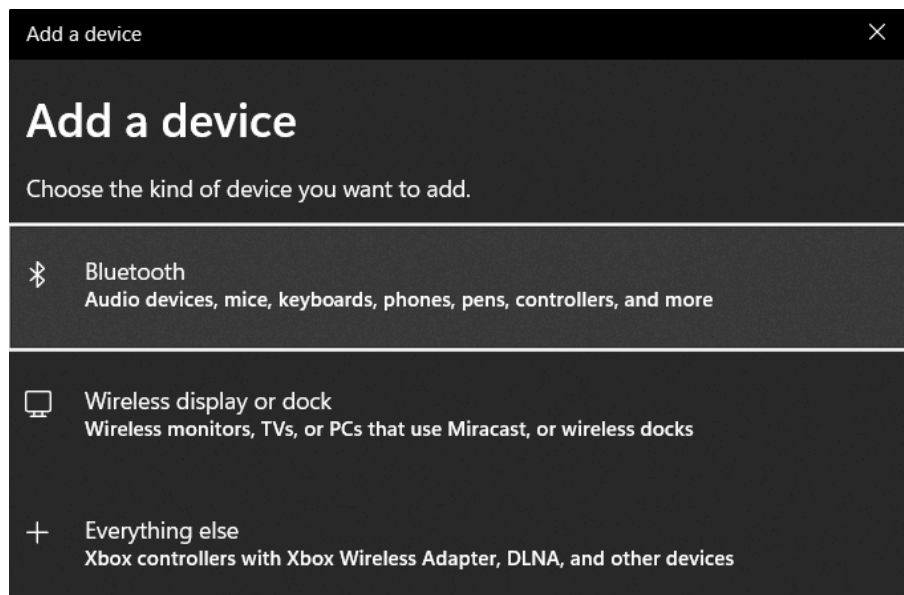 Add a device
Add a device
Choose the kind of device you want to add.
Bluetooth
Audio devices, mice, keyboards, phones, pens, controllers, and more
Wireless display or dock
Wireless monitors, TVs, or PCs that use Miracast, or wireless docks
Everything else
Xbox controllers with Xbox Wireless Adapter, DLNA, and other devices